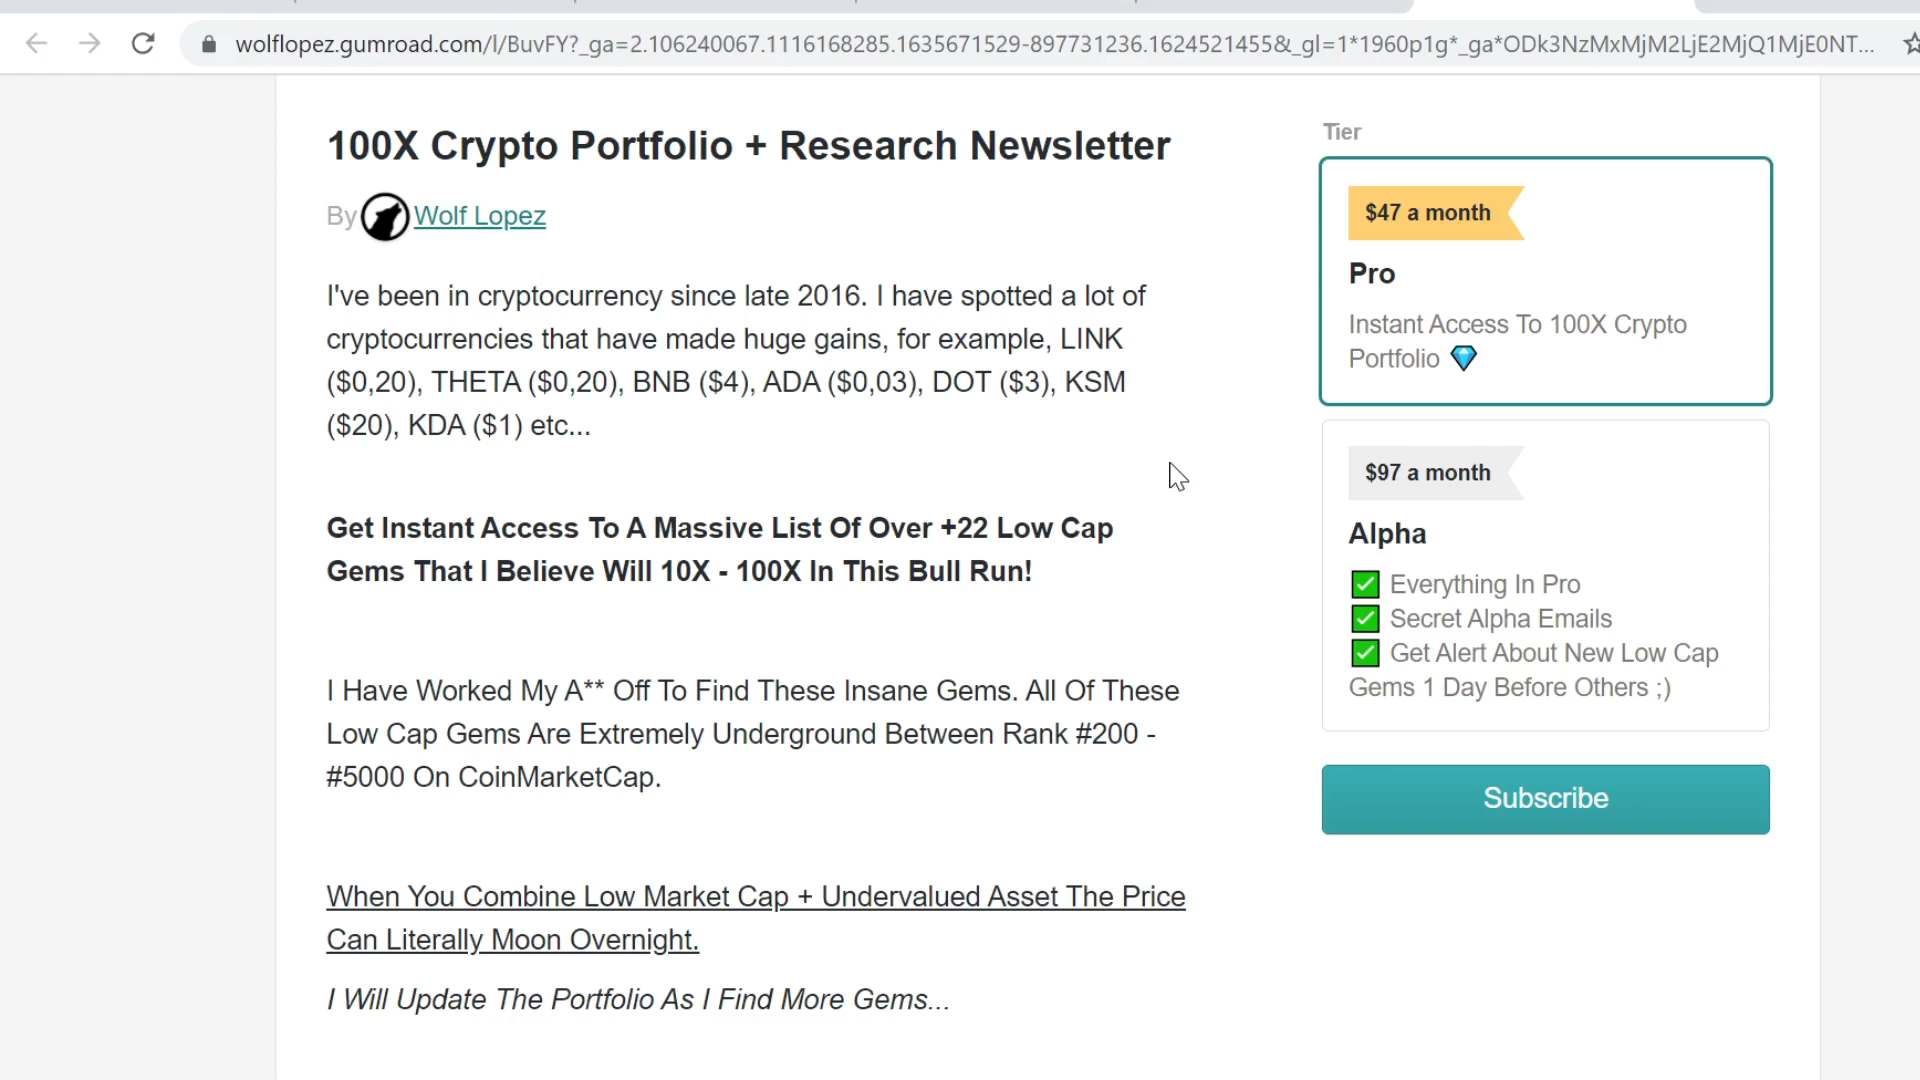 wolflopez.gumroad.com/l/BuvFY?_ga=2.106240067.1116168285.1635671529-897731236.1624521455&_gl=1*1960p1g*_ga*ODk3NzMxMjM2LjE2MjQ1MjE0NT...
100X Crypto Portfolio + Research Newsletter
By Wolf Lopez
I've been in cryptocurrency since late 2016. I have spotted a lot of
cryptocurrencies that have made huge gains, for example, LINK
($0,20), THETA ($0,20), BNB ($4), ADA ($0,03), DOT ($3), KSM
($20), KDA ($1) etc...
Get Instant Access To A Massive List Of Over +22 Low Cap
Gems That I Believe Will 10X - 100X In This Bull Run!
I Have Worked My A** Off To Find These Insane Gems. All Of These
Low Cap Gems Are Extremely Underground Between Rank #200 -
#5000 On CoinMarketCap.
When You Combine Low Market Cap + Undervalued Asset The Price
Can Literally Moon Overnight.
I Will Update The Portfolio As I Find More Gems...
Tier
$47 a month
Pro
Instant Access To 100X Crypto
Portfolio 💎
$97 a month
Alpha
✅ Everything In Pro
✅ Secret Alpha Emails
✅ Get Alert About New Low Cap
Gems 1 Day Before Others ;)
Subscribe